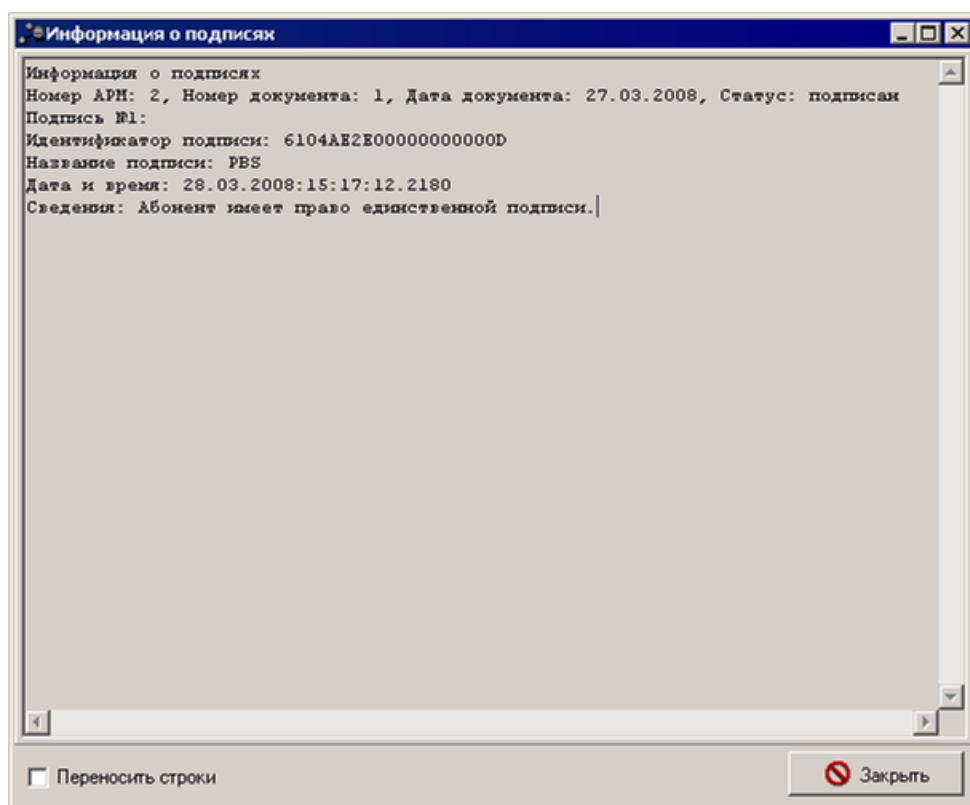 Информация о подписях
Информация о подписях
Номер АРМ: 2, Номер документа: 1, Дата документа: 27.03.2008, Статус: подписан
Подпись №1:
Идентификатор подписи: 6104AE2E00000000000D
Название подписи: PBS
Дата и время: 28.03.2008:15:17:12.2180
Сведения: Абонент имеет право единственной подписи.
Переносить строки
Закрыть